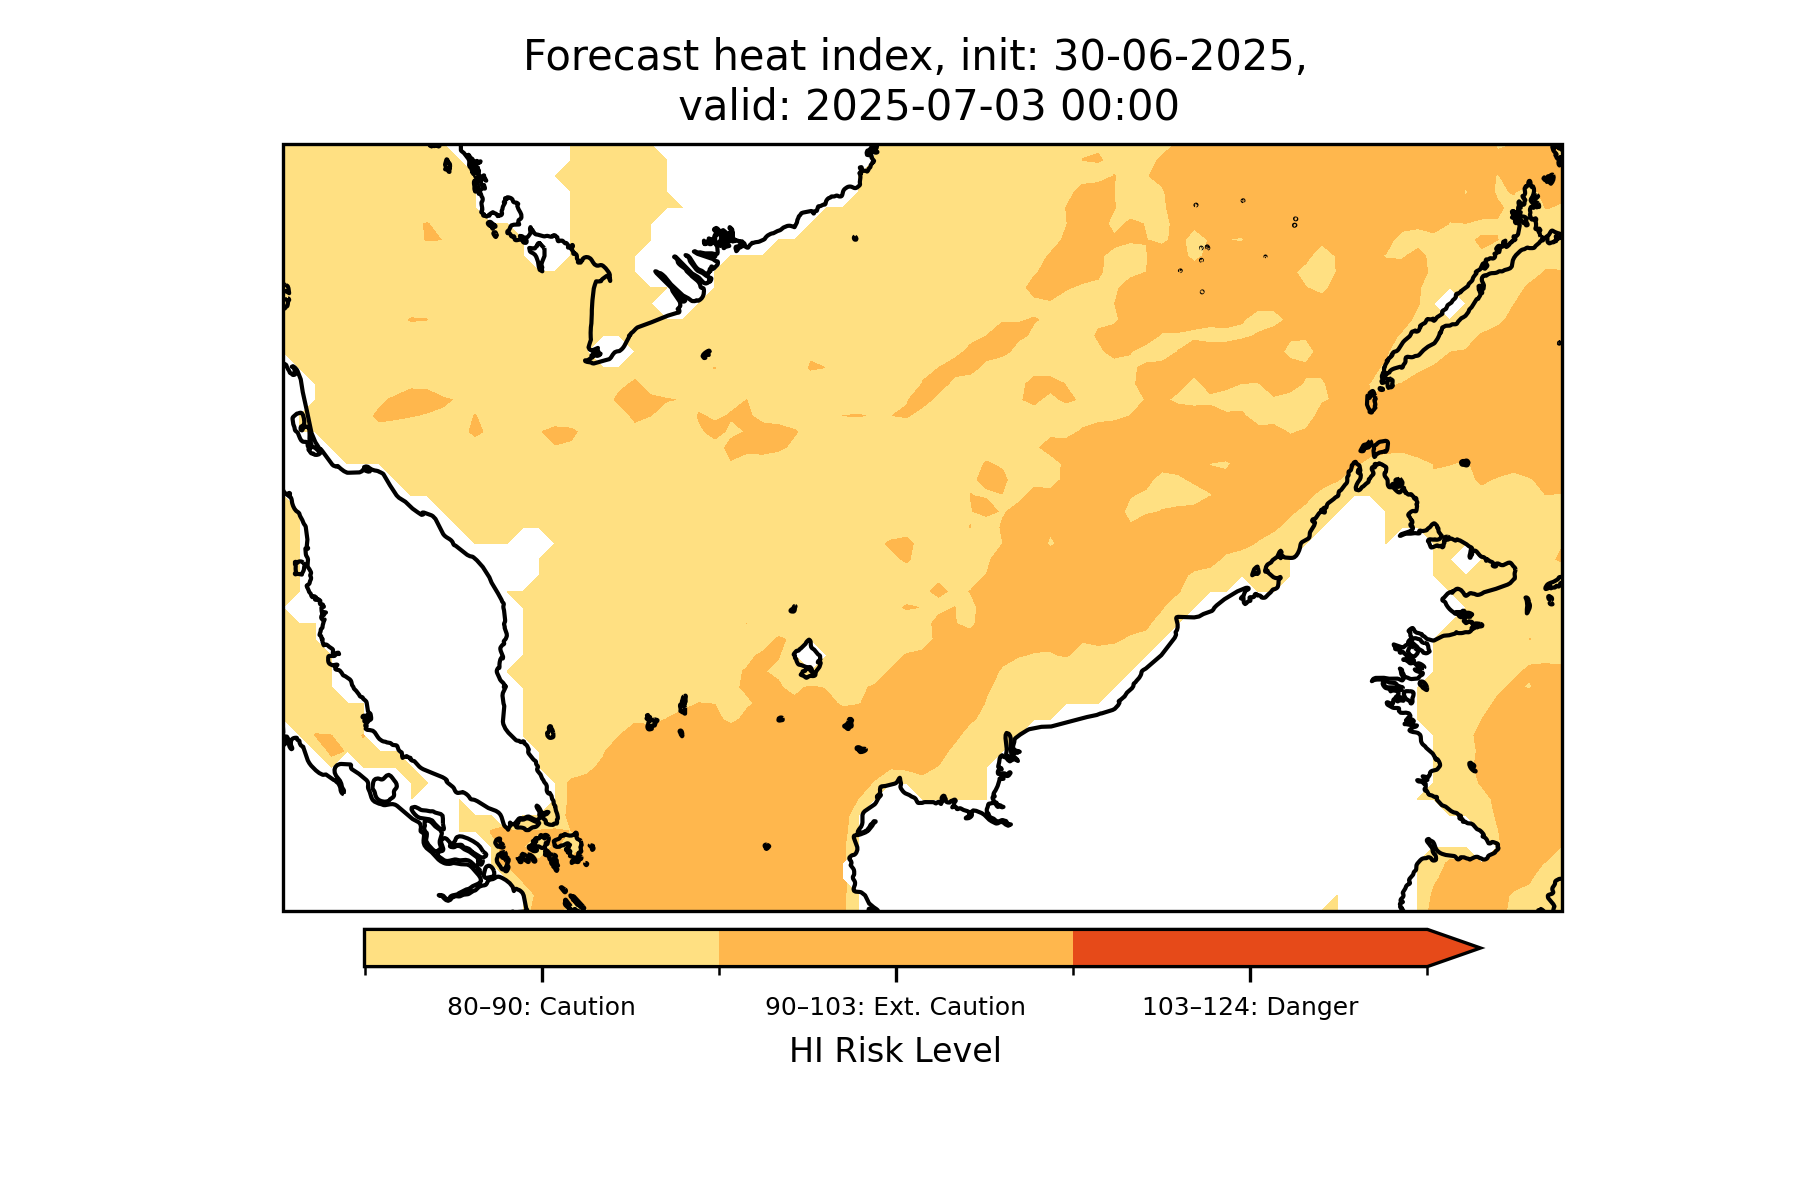 Forecast heat index, init: 30-06-2025,
valid: 2025-07-03 00:00
80–90: Caution
90–103: Ext. Caution
103–124: Danger
HI Risk Level